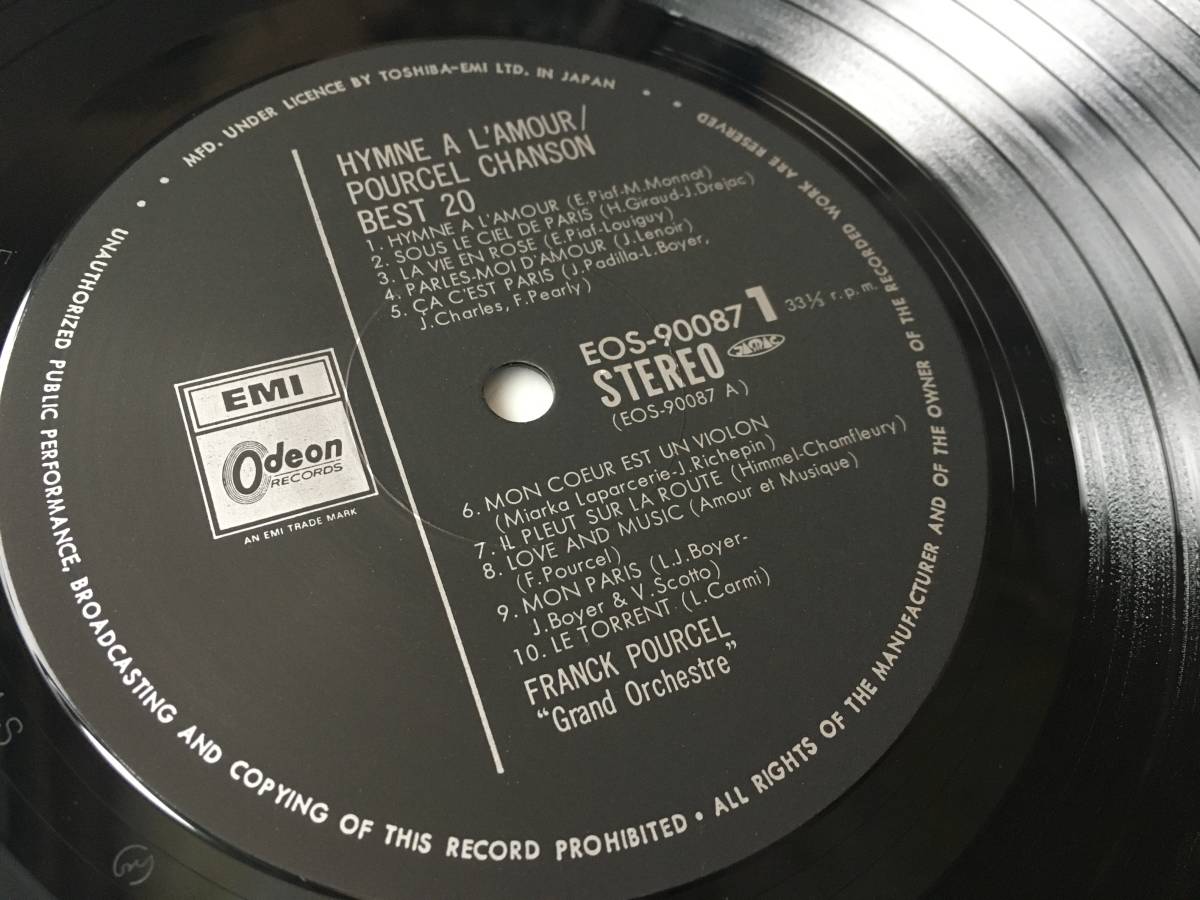 MFD. UNDER LICENCE BY TOSHIBA-EMI LTD. IN JAPAN
HYMNE A L'AMOUR/
POURCEL CHANSON
BEST 20
1. HYMNE A L'AMOUR (E.Piaf-M.Monnot)
2. SOUS LE CIEL DE PARIS (H.Giraud-J.Drejac)
3. LA VIE EN ROSE (E.Piaf-Louiguy)
4. PARLES-MOI D'AMOUR (J.Lenoir)
5. ÇA C'EST PARIS (J.Padilla-L.Boyer,
J.Charles, F.Pearly)
EOS-90087 1
33⅓ r.p.m.
STEREO
JASRAC
(EOS-90087 A)
EMI
Odeon
RECORDS
AN EMI TRADE MARK
6. MON COEUR EST UN VIOLON
(Miarka Laparcerie-J.Richepin)
7. IL PLEUT SUR LA ROUTE (Himmel-Chamfleury)
8. LOVE AND MUSIC (Amour et Musique)
(F.Pourcel)
9. MON PARIS (L.J.Boyer-
J.Boyer & V.Scotto)
10. LE TORRENT (L.Carmi)
FRANCK POURCEL
"Grand Orchestre"
UNAUTHORIZED PUBLIC PERFORMANCE, BROADCASTING AND COPYING OF THIS RECORD PROHIBITED • ALL RIGHTS OF THE MANUFACTURER AND OF THE OWNER OF THE RECORDED WORK ARE RESERVED